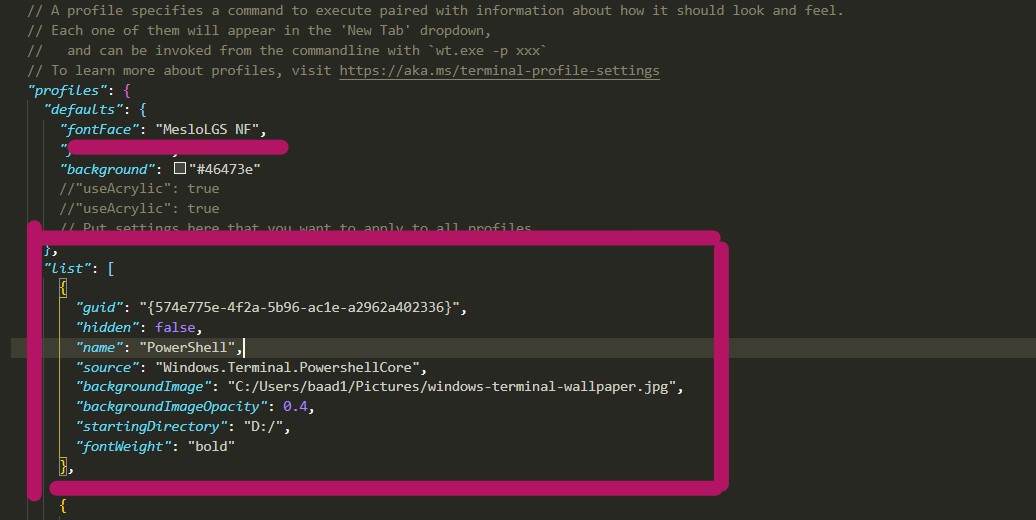 // A profile specifies a command to execute paired with information about how it should look and feel.
// Each one of them will appear in the 'New Tab' dropdown,
//   and can be invoked from the commandline with `wt.exe -p xxx`
// To learn more about profiles, visit https://aka.ms/terminal-profile-settings
"profiles": {
"defaults": {
"fontFace": "MesloLGS NF",
"background": "#46473e"
//"useAcrylic": true
//"useAcrylic": true
// Put settings here that you want to apply to all profiles
},
"list": [
{
"guid": "{574e775e-4f2a-5b96-ac1e-a2962a402336}",
"hidden": false,
"name": "PowerShell",
"source": "Windows.Terminal.PowershellCore",
"backgroundImage": "C:/Users/baad1/Pictures/windows-terminal-wallpaper.jpg",
"backgroundImageOpacity": 0.4,
"startingDirectory": "D:/",
"fontWeight": "bold"
},
{